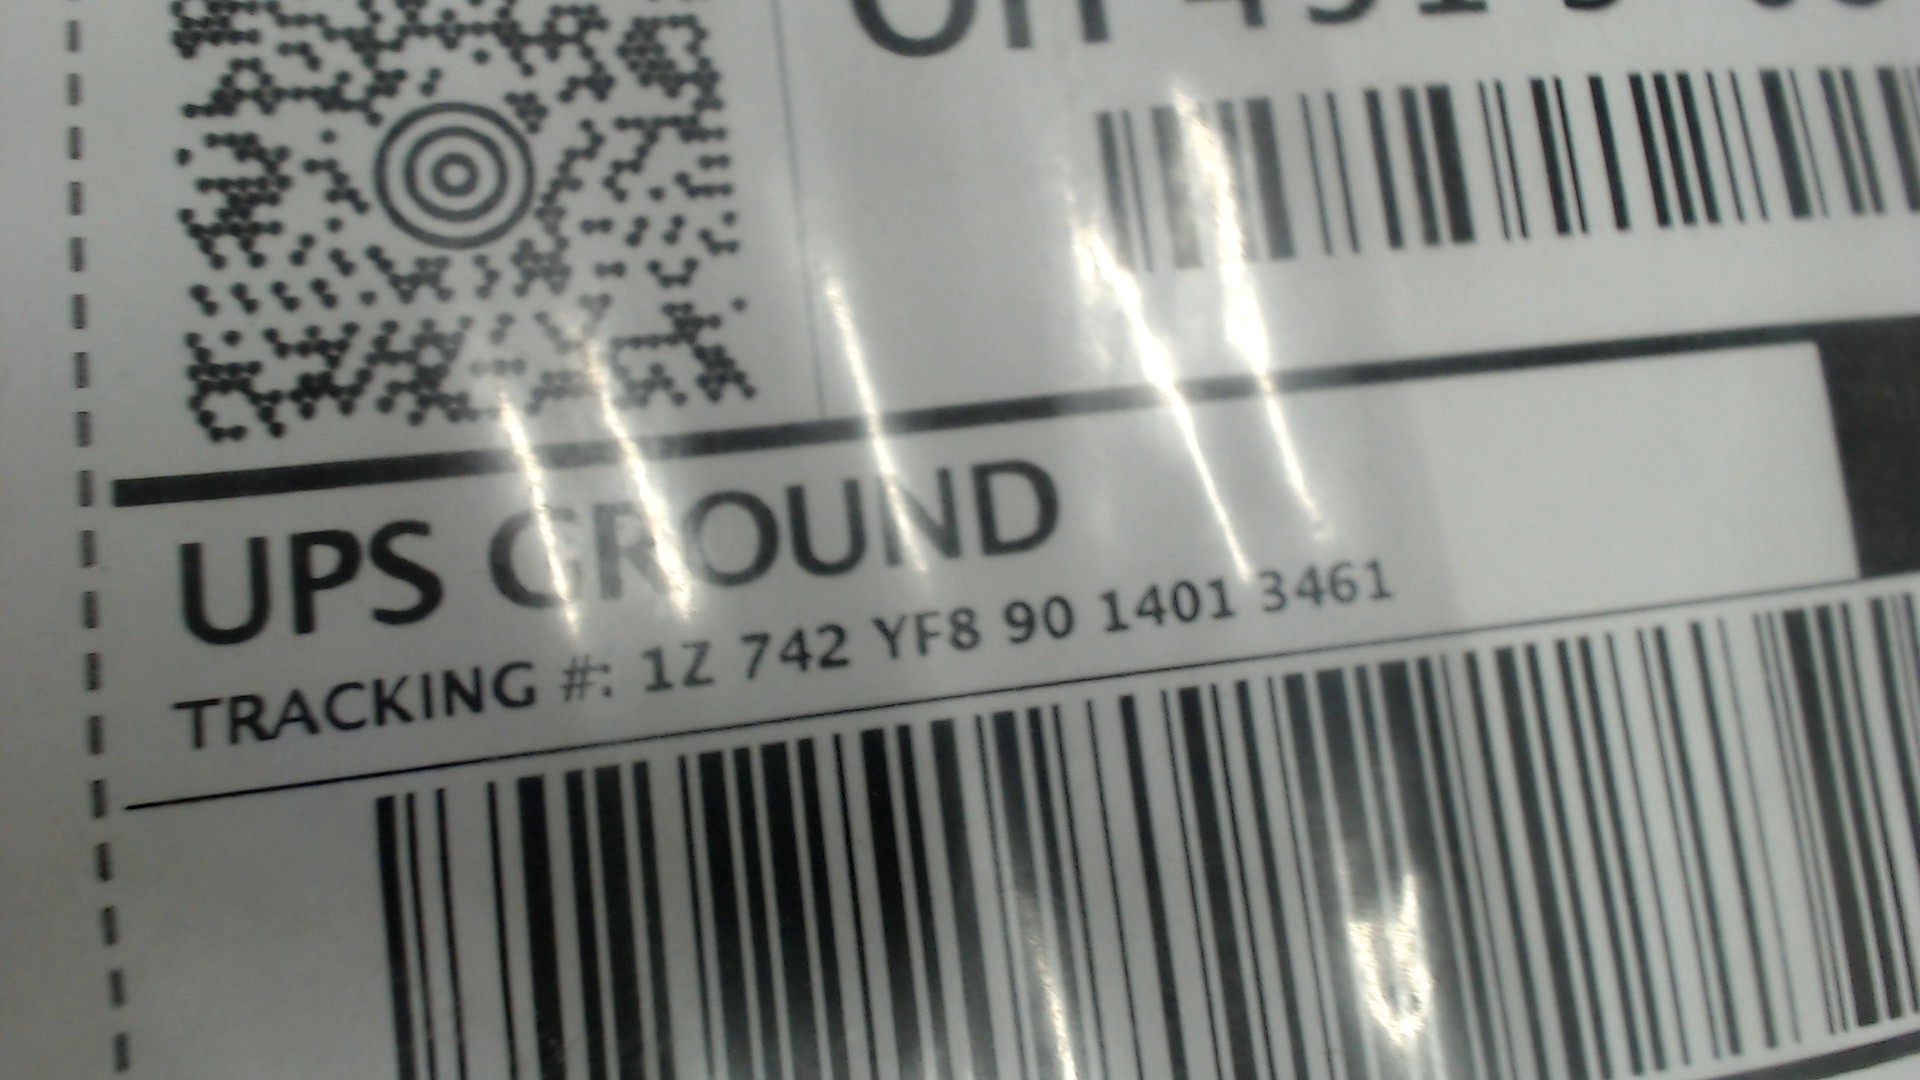 UPS GROUND
TRACKING #: 1Z 742 YF8 90 1401 3461